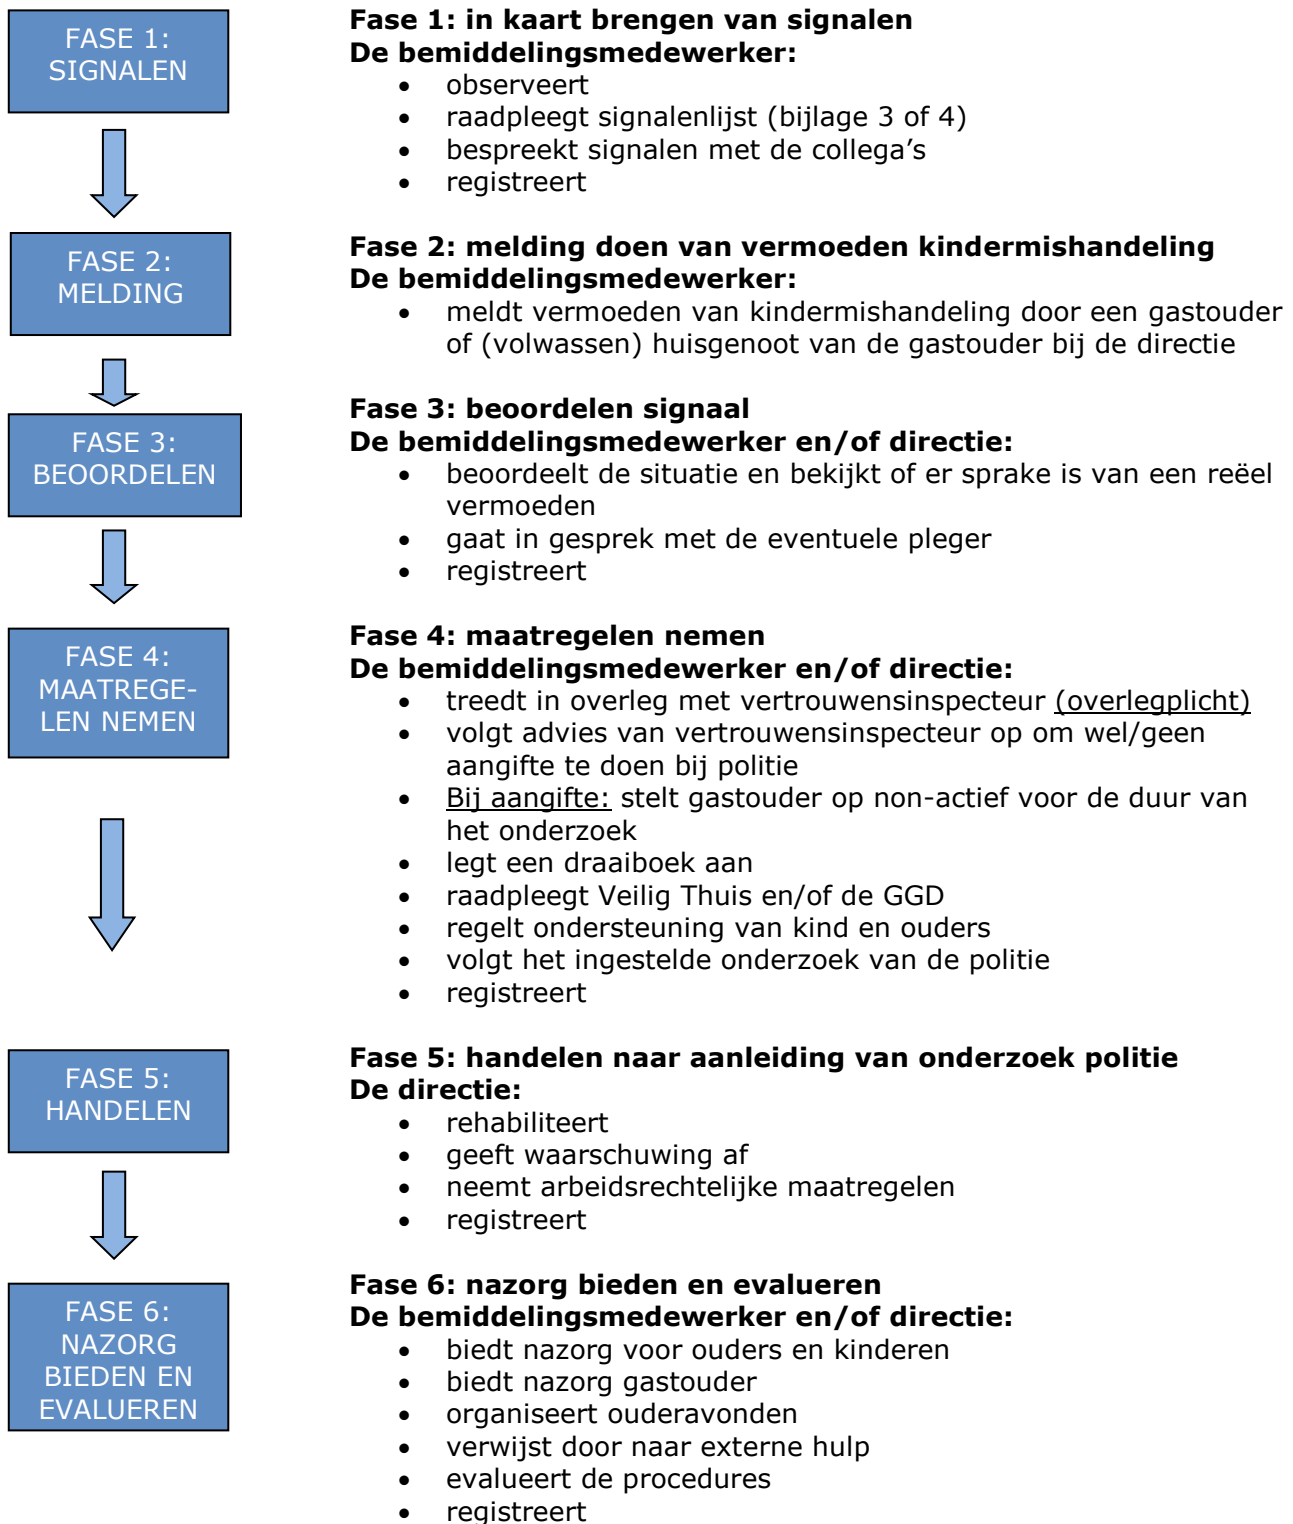 FASE 1:
SIGNALEN
Fase 1: in kaart brengen van signalen
De bemiddelingsmedewerker:
• observeert
• raadpleegt signalenlijst (bijlage 3 of 4)
• bespreekt signalen met de collega’s
• registreert
FASE 2:
MELDING
Fase 2: melding doen van vermoeden kindermishandeling
De bemiddelingsmedewerker:
• meldt vermoeden van kindermishandeling door een gastouder
of (volwassen) huisgenoot van de gastouder bij de directie
FASE 3:
BEOORDELEN
Fase 3: beoordelen signaal
De bemiddelingsmedewerker en/of directie:
• beoordeelt de situatie en bekijkt of er sprake is van een reëel
vermoeden
• gaat in gesprek met de eventuele pleger
• registreert
FASE 4:
MAATREGE-
LEN NEMEN
Fase 4: maatregelen nemen
De bemiddelingsmedewerker en/of directie:
• treedt in overleg met vertrouwensinspecteur (overlegplicht)
• volgt advies van vertrouwensinspecteur op om wel/geen
aangifte te doen bij politie
• Bij aangifte: stelt gastouder op non-actief voor de duur van
het onderzoek
• legt een draaiboek aan
• raadpleegt Veilig Thuis en/of de GGD
• regelt ondersteuning van kind en ouders
• volgt het ingestelde onderzoek van de politie
• registreert
FASE 5:
HANDELEN
Fase 5: handelen naar aanleiding van onderzoek politie
De directie:
• rehabiliteert
• geeft waarschuwing af
• neemt arbeidsrechtelijke maatregelen
• registreert
FASE 6:
NAZORG
BIEDEN EN
EVALUEREN
Fase 6: nazorg bieden en evalueren
De bemiddelingsmedewerker en/of directie:
• biedt nazorg voor ouders en kinderen
• biedt nazorg gastouder
• organiseert ouderavonden
• verwijst door naar externe hulp
• evalueert de procedures
• registreert